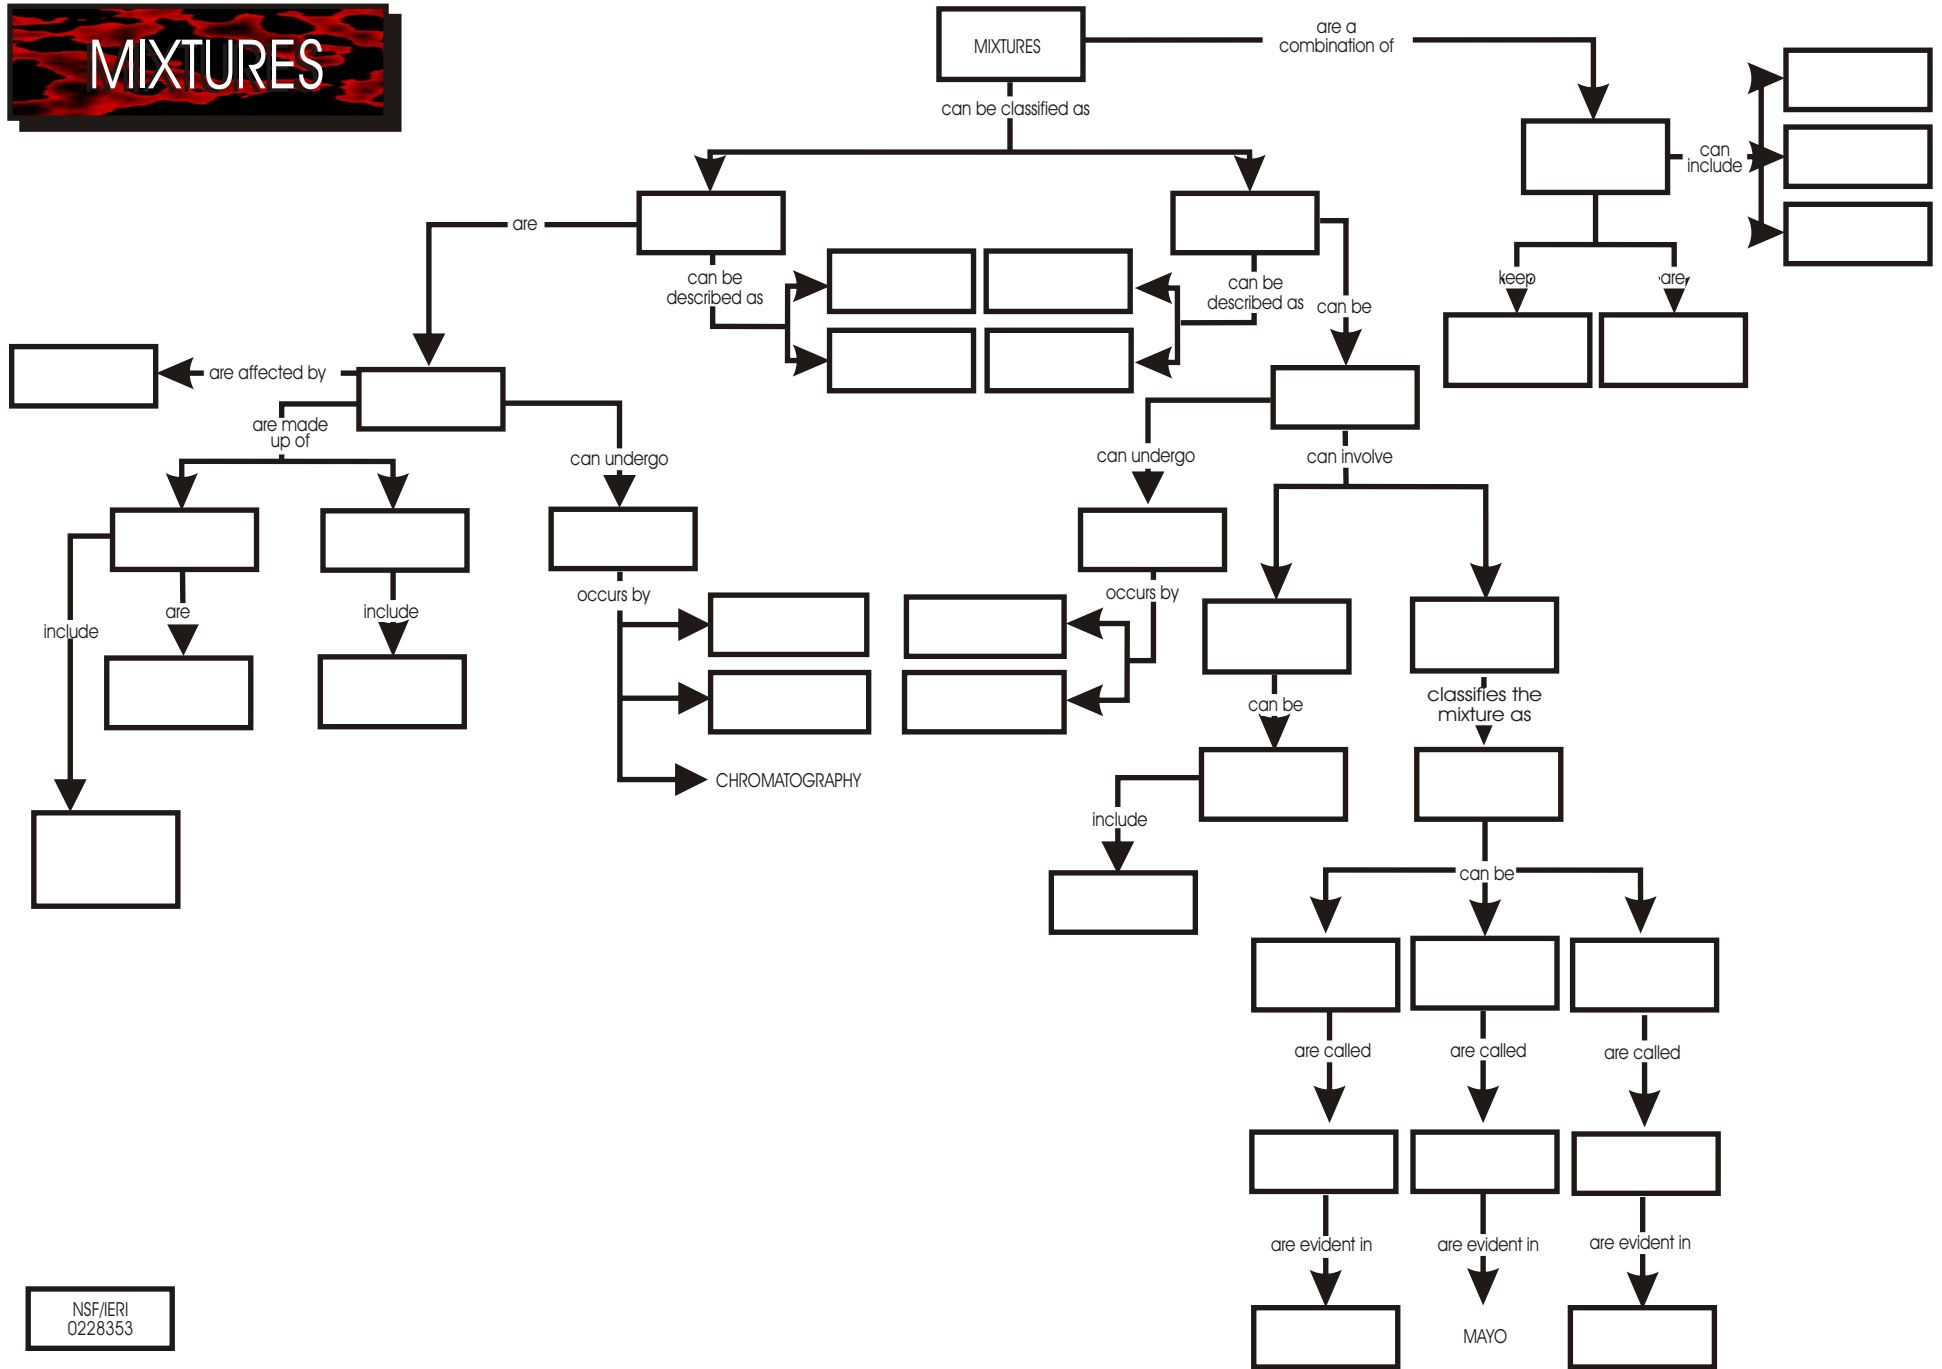 MIXTURES
MIXTURES
are a
combination of
can be classified as
can
include
are
can be
described as
can be
described as
can be
keep
are
are affected by
are made
up of
can undergo
can undergo
can involve
include
are
include
occurs by
occurs by
can be
classifies the
mixture as
CHROMATOGRAPHY
include
can be
are called
are called
are called
are evident in
are evident in
are evident in
MAYO
NSF/IERI
0228353